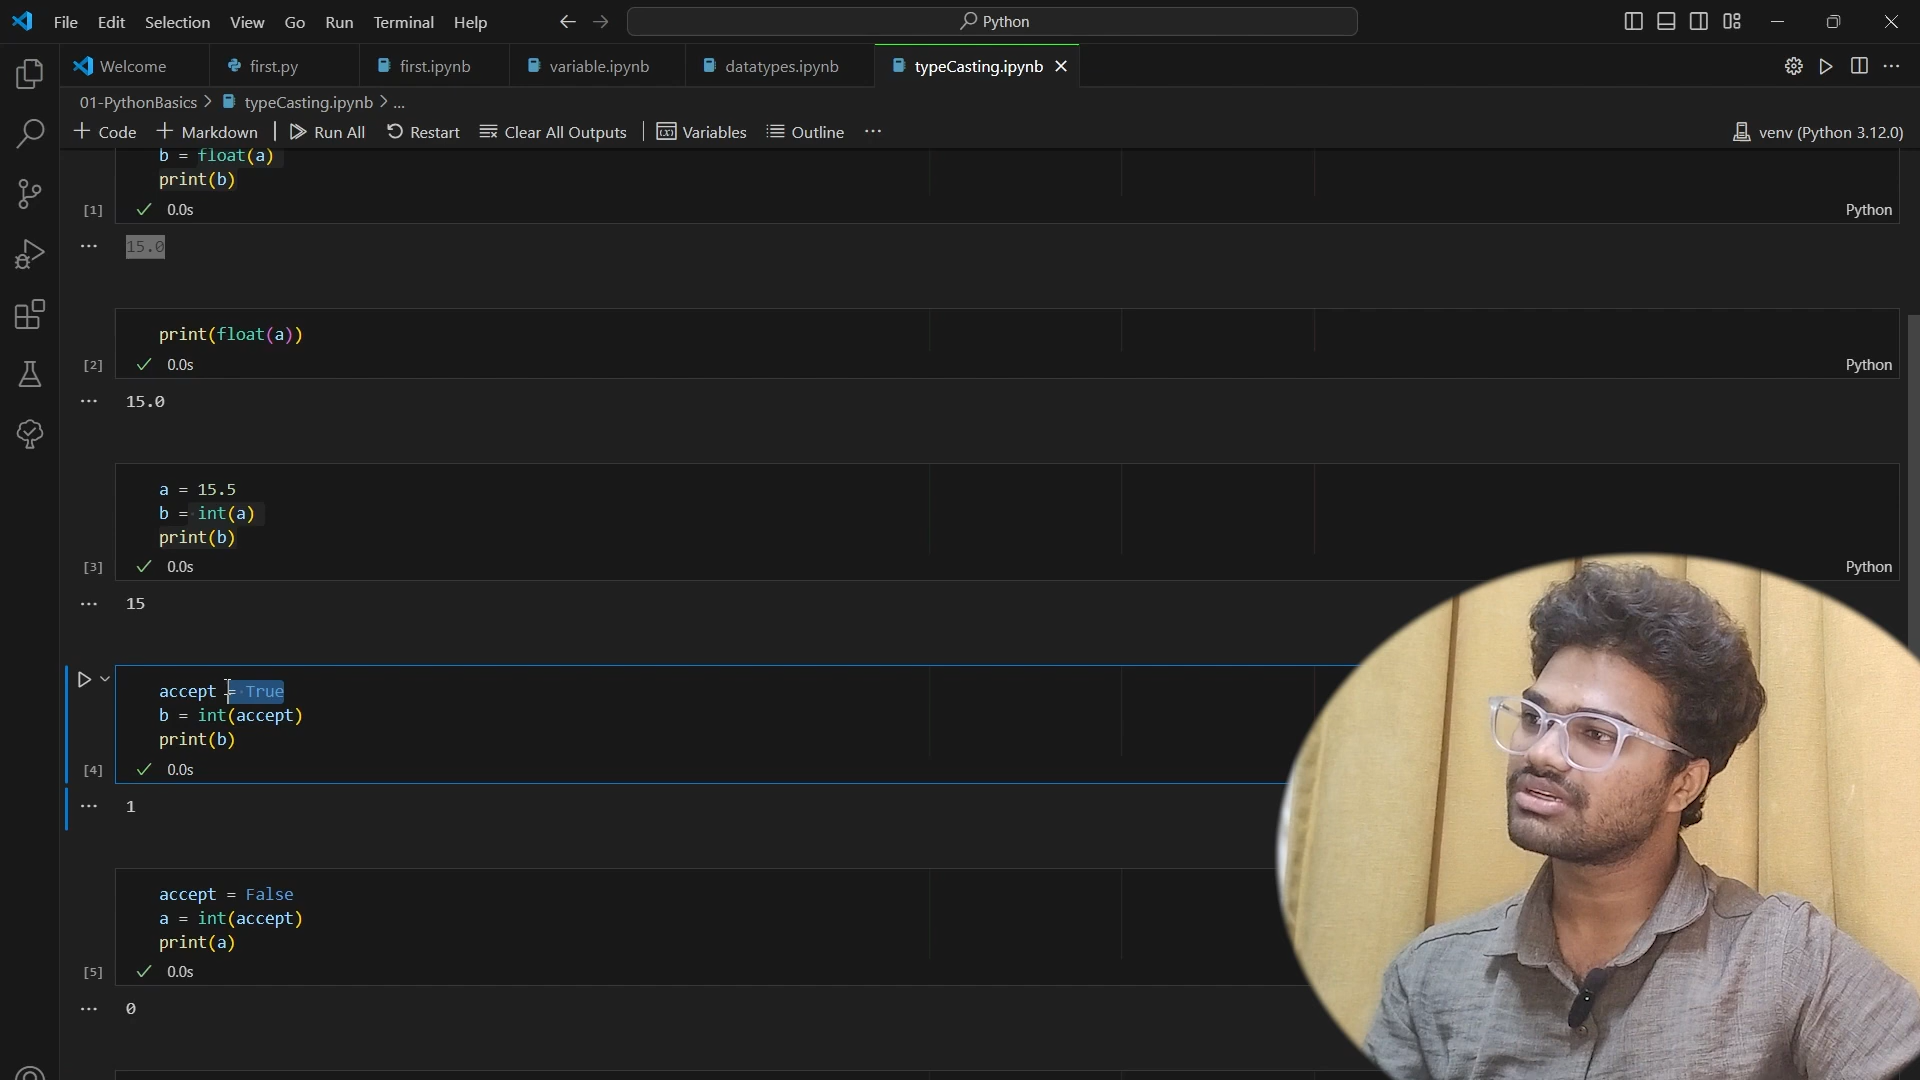 File Edit Selection View Go Run Terminal Help
Python
Welcome
first.py
first.ipynb
variable.ipynb
datatypes.ipynb
typeCasting.ipynb
01-PythonBasics > typeCasting.ipynb > ...
+ Code + Markdown | Run All Restart Clear All Outputs | Variables Outline ...
venv (Python 3.12.0)
b = float(a)
print(b)
[1] 0.0s
Python
15.0
print(float(a))
[2] 0.0s
Python
15.0
a = 15.5
b = int(a)
print(b)
[3] 0.0s
Python
15
accept = True
b = int(accept)
print(b)
[4] 0.0s
1
accept = False
a = int(accept)
print(a)
[5] 0.0s
0